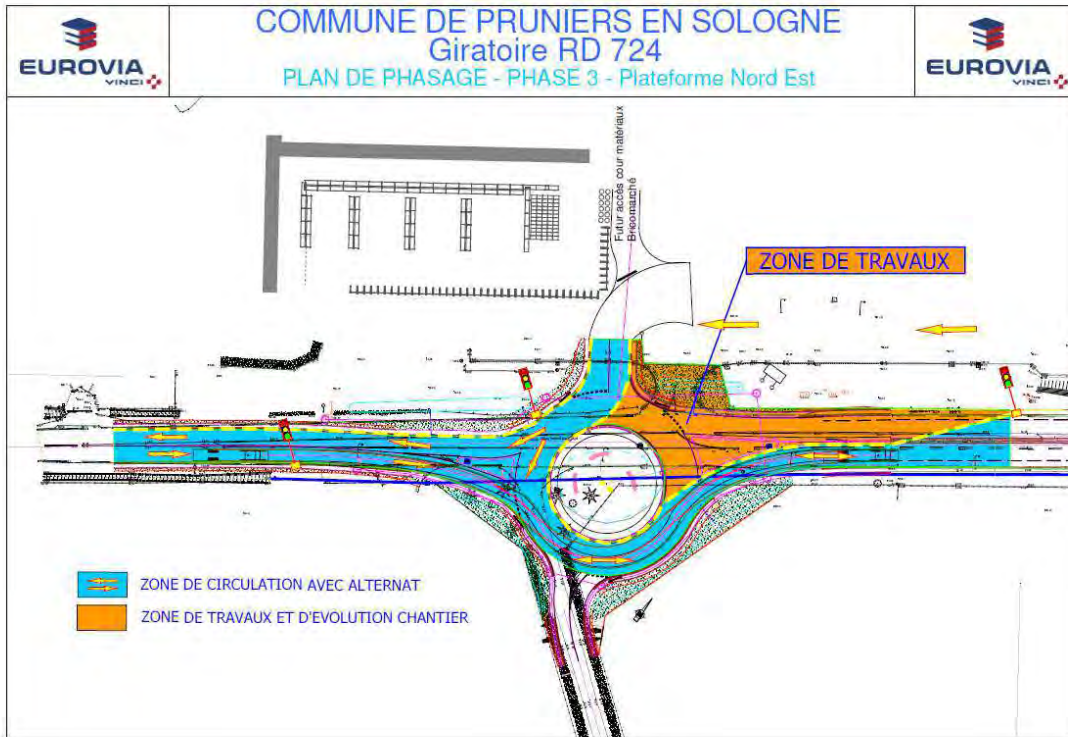 EUROVIA
VINCI
COMMUNE DE PRUNIERS EN SOLOGNE
Giratoire RD 724
PLAN DE PHASAGE - PHASE 3 - Plateforme Nord Est
EUROVIA
VINCI
Futur accès cour matériaux
Bricomarché
ZONE DE TRAVAUX
ZONE DE CIRCULATION AVEC ALTERNAT
ZONE DE TRAVAUX ET D'EVOLUTION CHANTIER